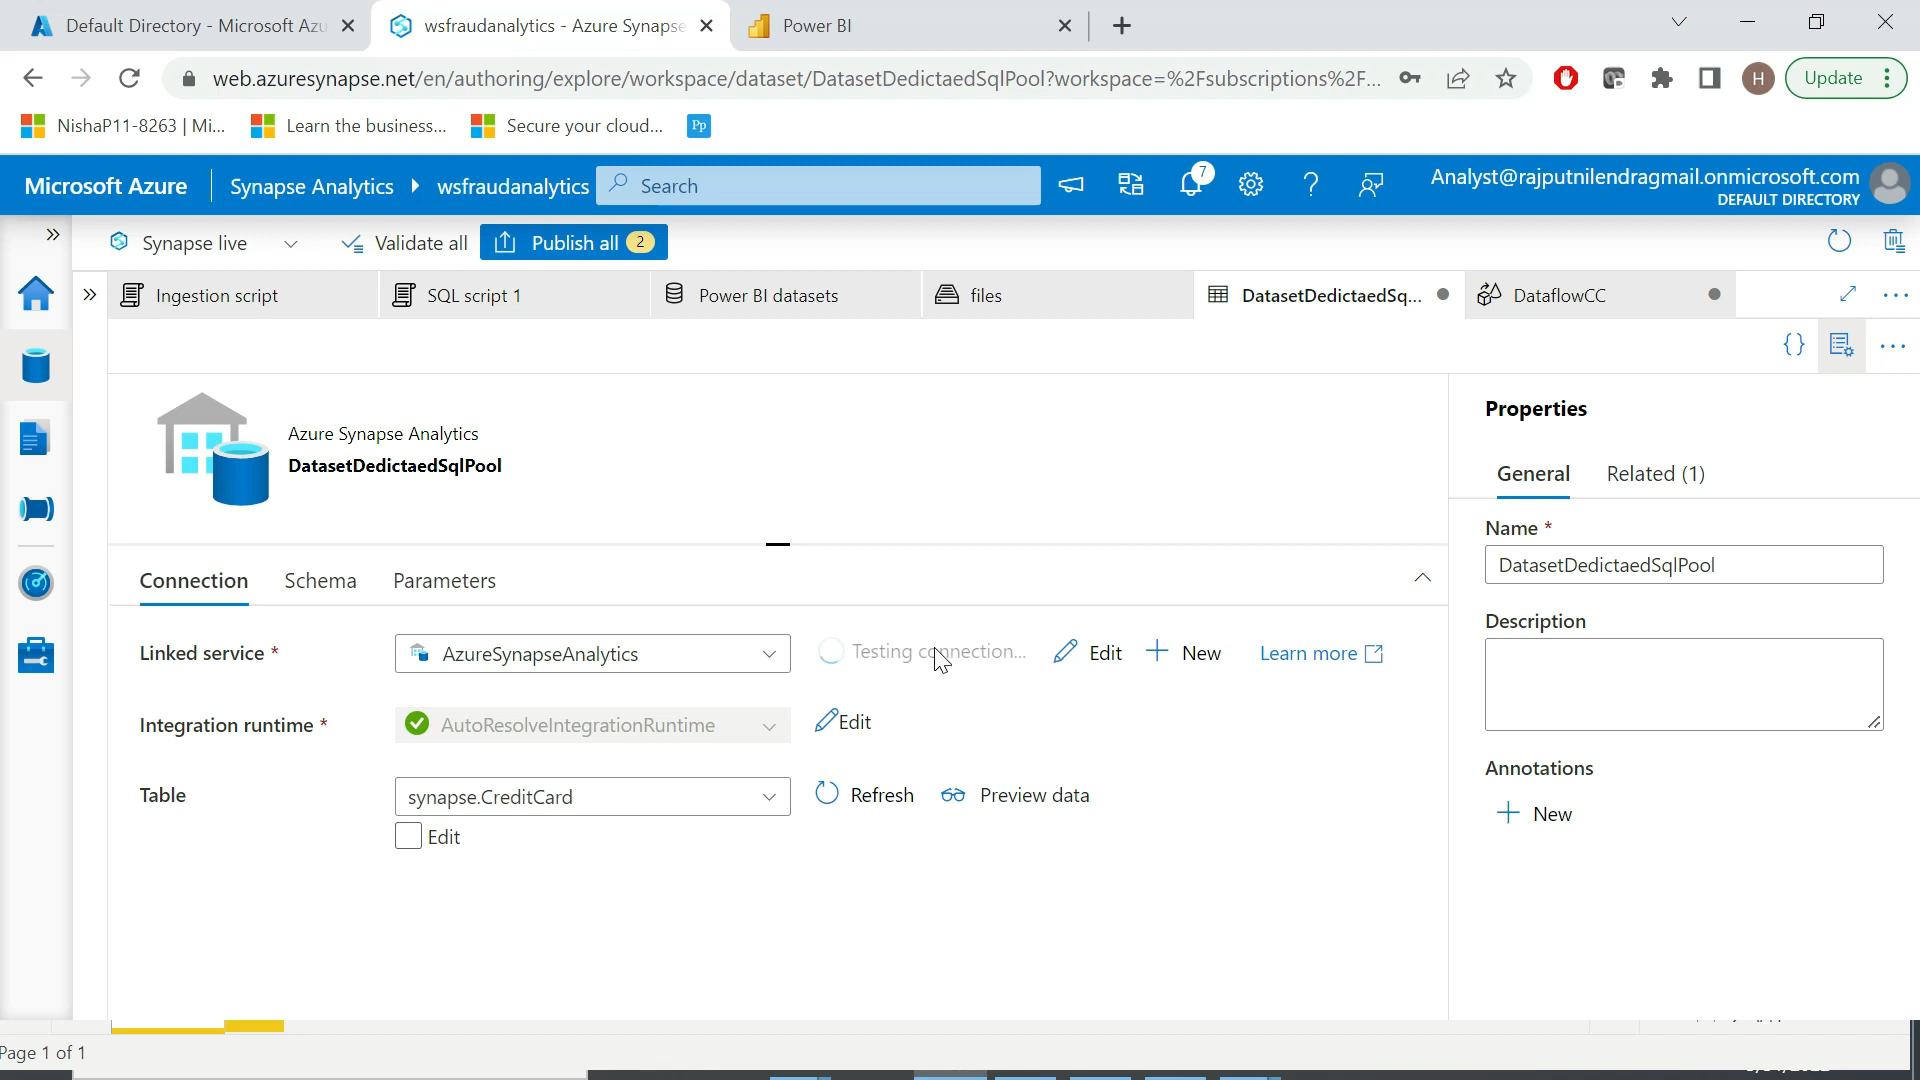 Default Directory - Microsoft Azu
wsfraudanalytics - Azure Synapse
Power BI
web.azuresynapse.net/en/authoring/explore/workspace/dataset/DatasetDedictaedSqlPool?workspace=%2Fsubscriptions%2F...
H
Update
NishaP11-8263 | Mi...
Learn the business...
Secure your cloud...
Pp
Microsoft Azure
Synapse Analytics
wsfraudanalytics
Search
7
Analyst@rajputnilendragmail.onmicrosoft.com
DEFAULT DIRECTORY
Synapse live
Validate all
Publish all 2
Ingestion script
SQL script 1
Power BI datasets
files
DatasetDedictaedSq...
DataflowCC
Azure Synapse Analytics
DatasetDedictaedSqlPool
Properties
General
Related (1)
Name *
DatasetDedictaedSqlPool
Description
Annotations
New
Connection
Schema
Parameters
Linked service *
AzureSynapseAnalytics
Testing connection...
Edit
New
Learn more
Integration runtime *
AutoResolveIntegrationRuntime
Edit
Table
synapse.CreditCard
Refresh
Preview data
Edit
Page 1 of 1